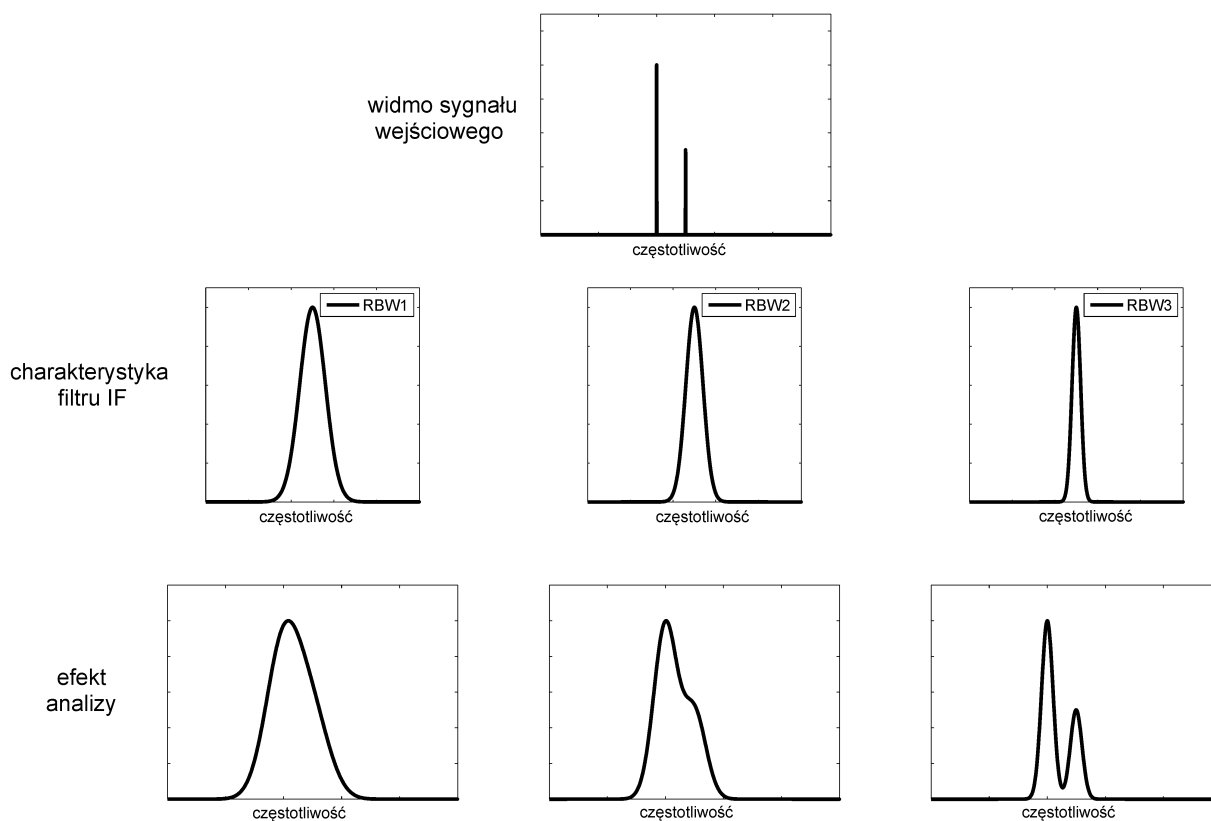 widmo sygnału
wejściowego
częstotliwość
RBW1
RBW2
RBW3
charakterystyka
filtru IF
częstotliwość
częstotliwość
częstotliwość
efekt
analizy
częstotliwość
częstotliwość
częstotliwość